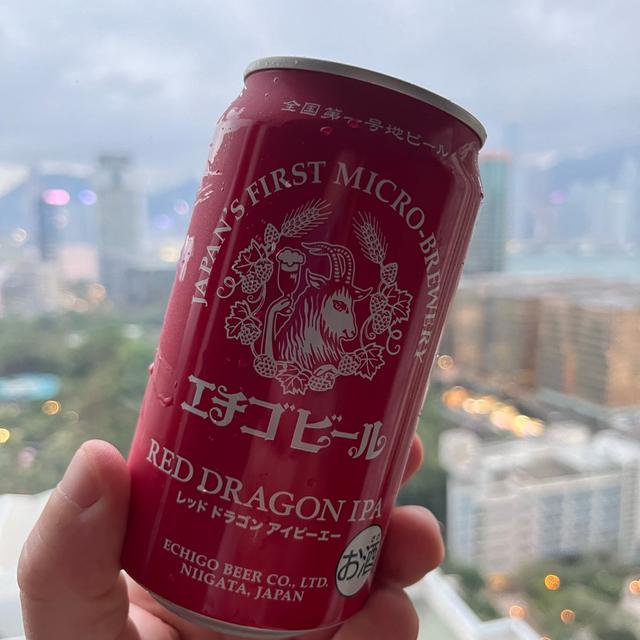 全国第一号地ビール
JAPAN'S FIRST MICRO-BREWERY
エチゴビール
RED DRAGON IPA
レッド ドラゴン アイピーエー
ECHIGO BEER CO., LTD.
NIIGATA, JAPAN
お酒